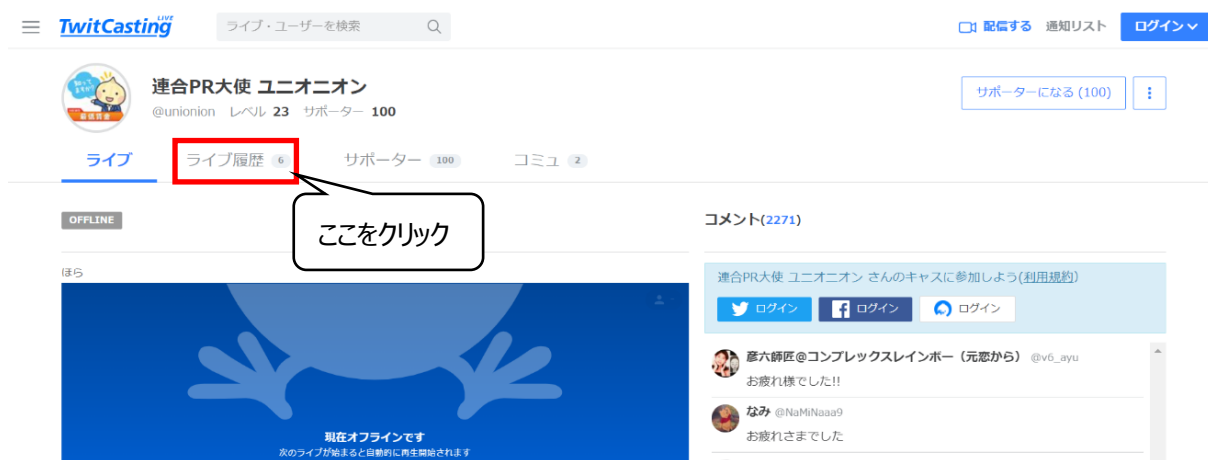 TwitCasting LIVE
ライブ・ユーザーを検索
配信する 通知リスト ログイン
連合PR大使 ユニオニオン
@unionion レベル 23 サポーター 100
サポーターになる (100)
ライブ ライブ履歴 6 サポーター 100 コミュ 2
ここをクリック
OFFLINE
ほら
現在オフラインです
次のライブが始まると自動的に再生開始されます
コメント(2271)
連合PR大使 ユニオニオン さんのキャスに参加しよう(利用規約)
ログイン ログイン ログイン
彦六師匠@コンプレックスレインボー（元恋から） @v6_ayu
お疲れ様でした!!
なみ @NaMiNaaa9
お疲れさまでした